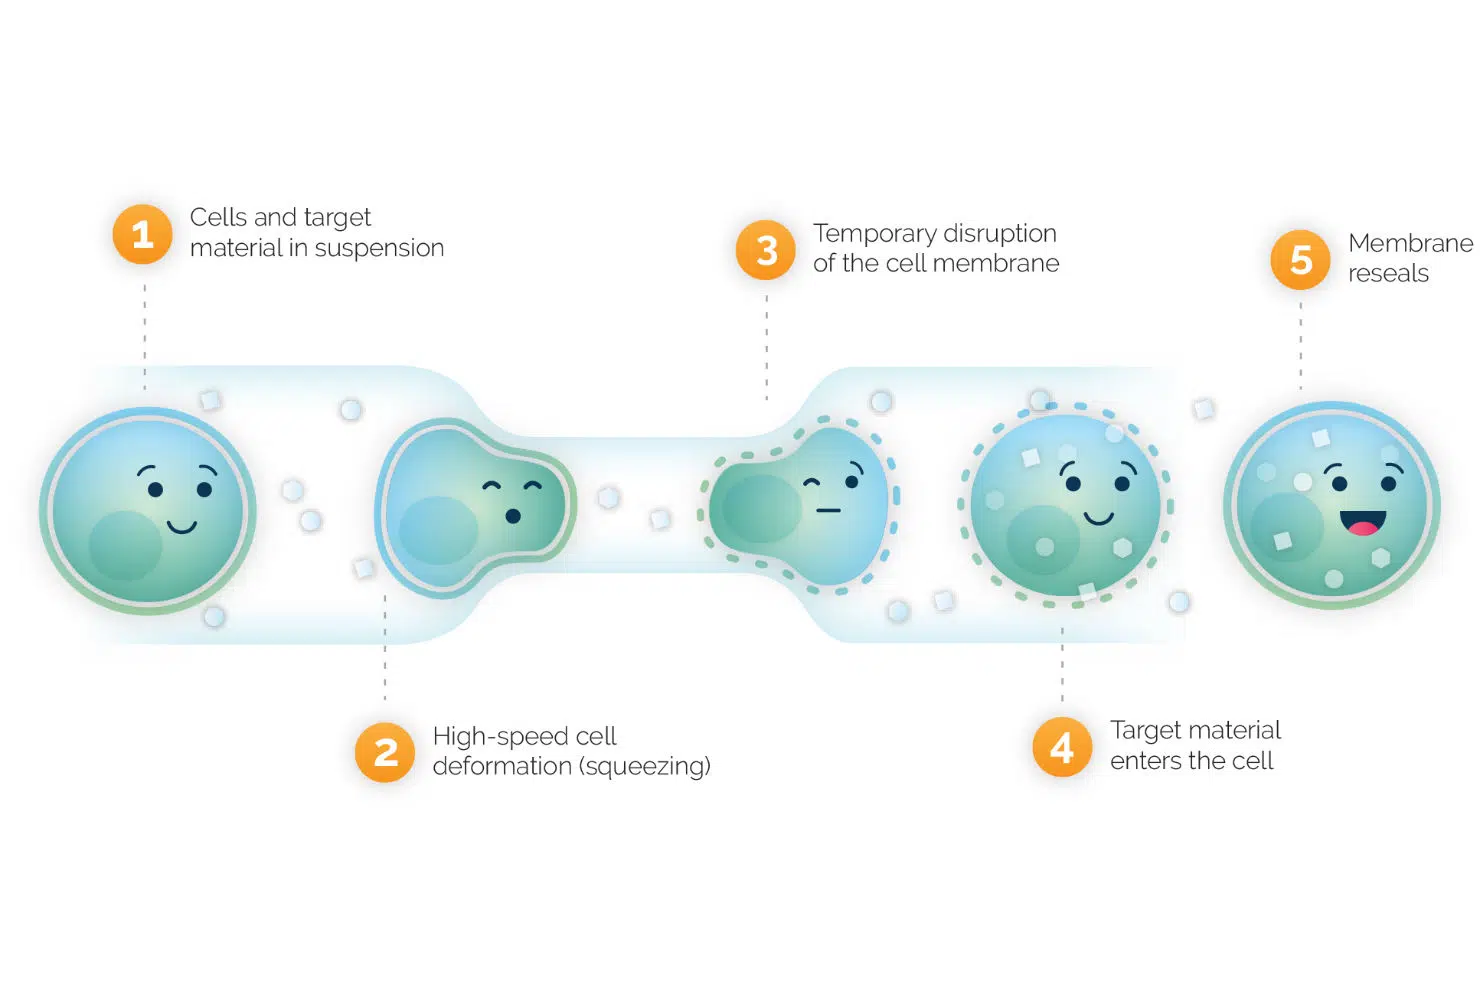 1
Cells and target
material in suspension
2
High-speed cell
deformation (squeezing)
3
Temporary disruption
of the cell membrane
4
Target material
enters the cell
5
Membrane
reseals